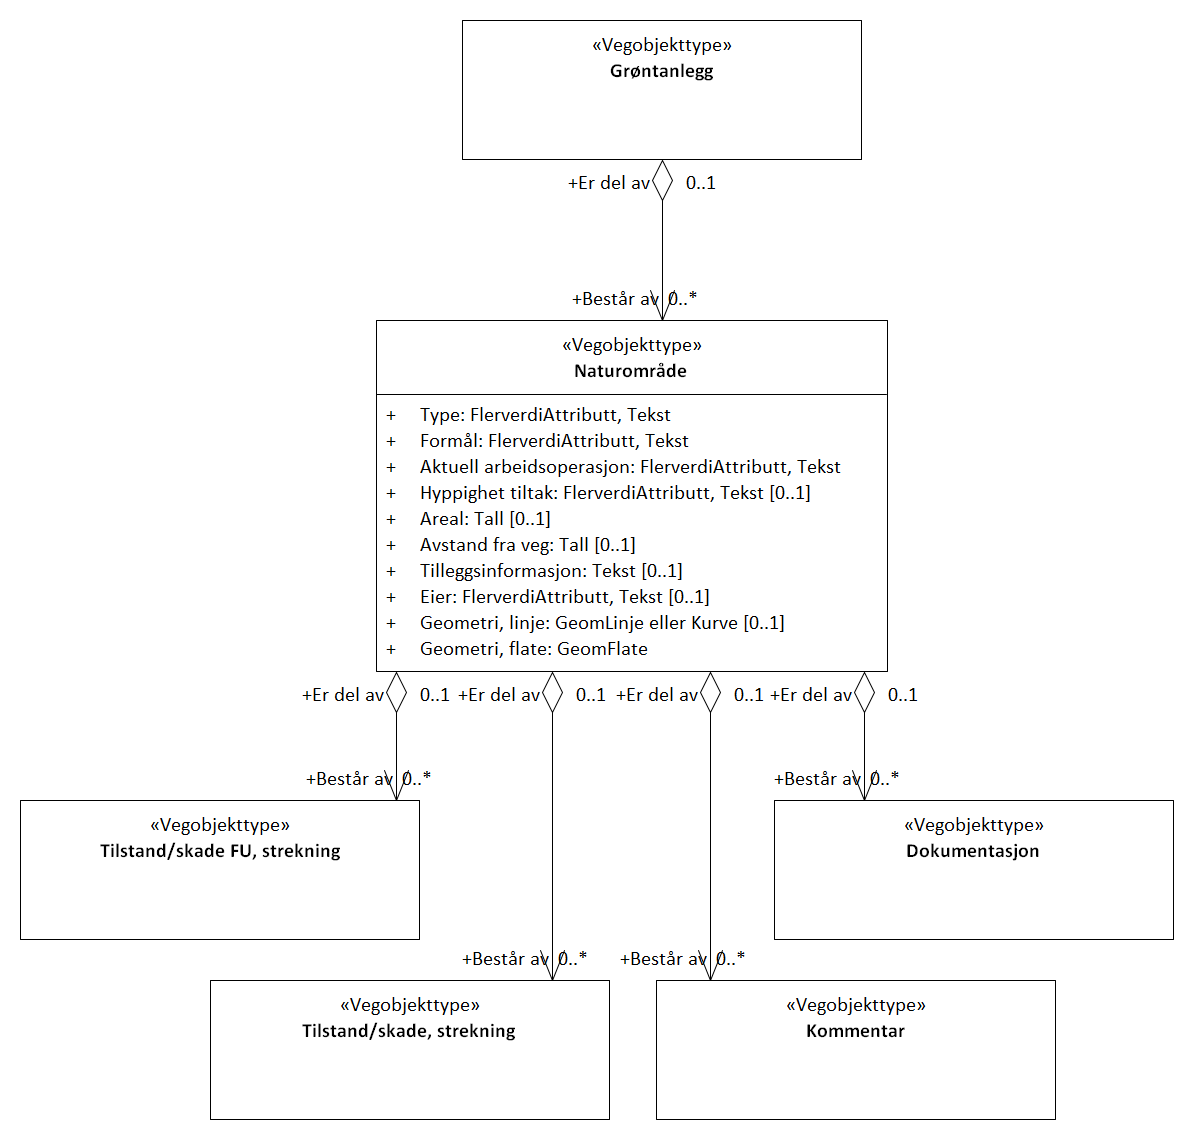 «Vegobjekttype»
Grøntanlegg
+Er del av 0..1
+Består av 0..*
«Vegobjekttype»
Naturområde
+ Type: FlerverdiAttributt, Tekst
+ Formål: FlerverdiAttributt, Tekst
+ Aktuell arbeidsoperasjon: FlerverdiAttributt, Tekst
+ Hyppighet tiltak: FlerverdiAttributt, Tekst [0..1]
+ Areal: Tall [0..1]
+ Avstand fra veg: Tall [0..1]
+ Tilleggsinformasjon: Tekst [0..1]
+ Eier: FlerverdiAttributt, Tekst [0..1]
+ Geometri, linje: GeomLinje eller Kurve [0..1]
+ Geometri, flate: GeomFlate
+Er del av 0..1 +Er del av 0..1 +Er del av 0..1 +Er del av 0..1
+Består av 0..* +Består av 0..*
«Vegobjekttype» «Vegobjekttype»
Tilstand/skade FU, strekning Dokumentasjon
+Består av 0..* +Består av 0..*
«Vegobjekttype» «Vegobjekttype»
Tilstand/skade, strekning Kommentar